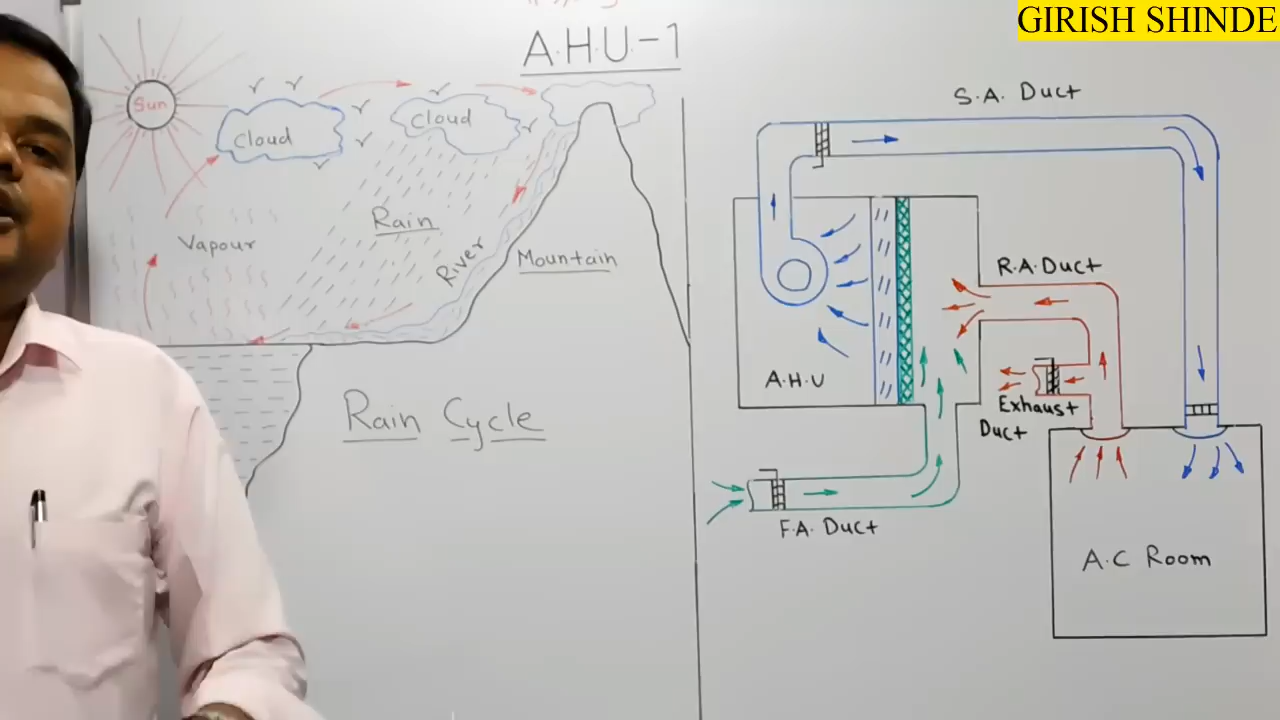 GIRISH SHINDE
A.H.U-1
Sun
Cloud
Cloud
Rain
Vapour
River
Mountain
Rain Cycle
S.A. Duct
R.A. Duct
A.H.U
Exhaust
Duct
F.A. Duct
A.C Room